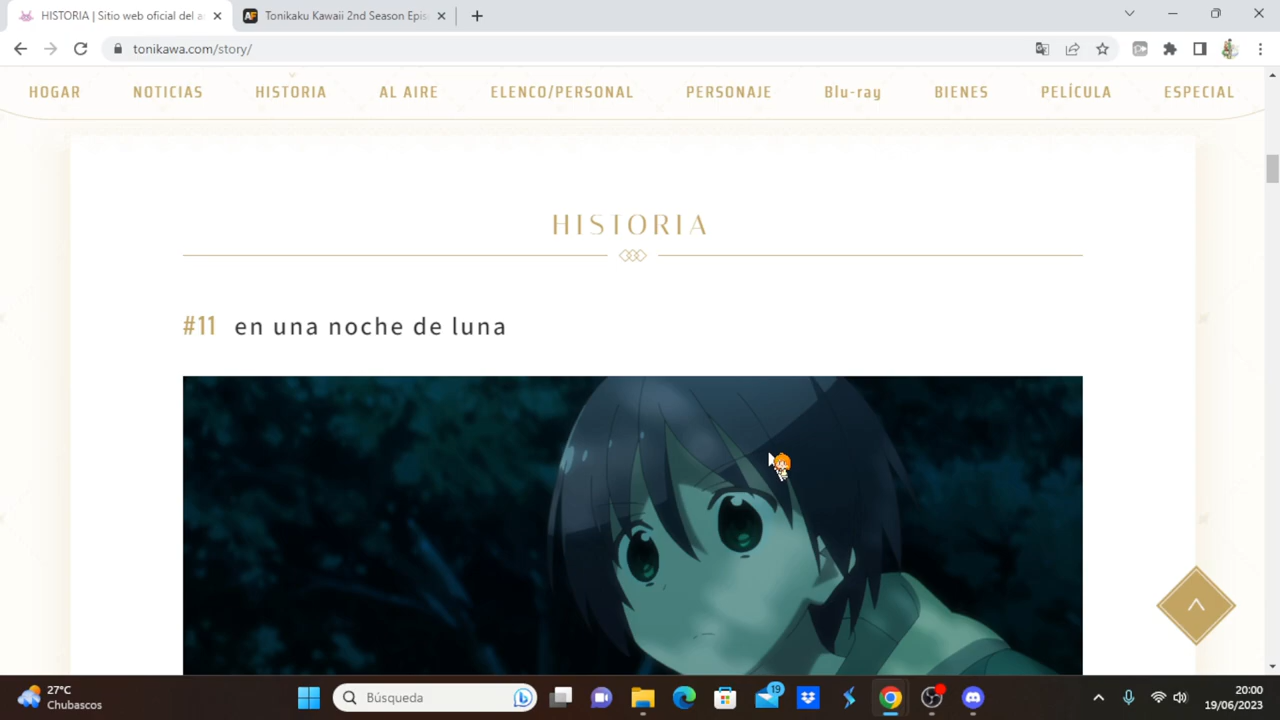 HISTORIA | Sitio web oficial del a
Tonikaku Kawaii 2nd Season Epis
tonikawa.com/story/
HOGAR NOTICIAS HISTORIA AL AIRE ELENCO/PERSONAL PERSONAJE Blu-ray BIENES PELÍCULA ESPECIAL
HISTORIA
#11 en una noche de luna
27°C
Chubascos
Búsqueda
19
20:00
19/06/2023